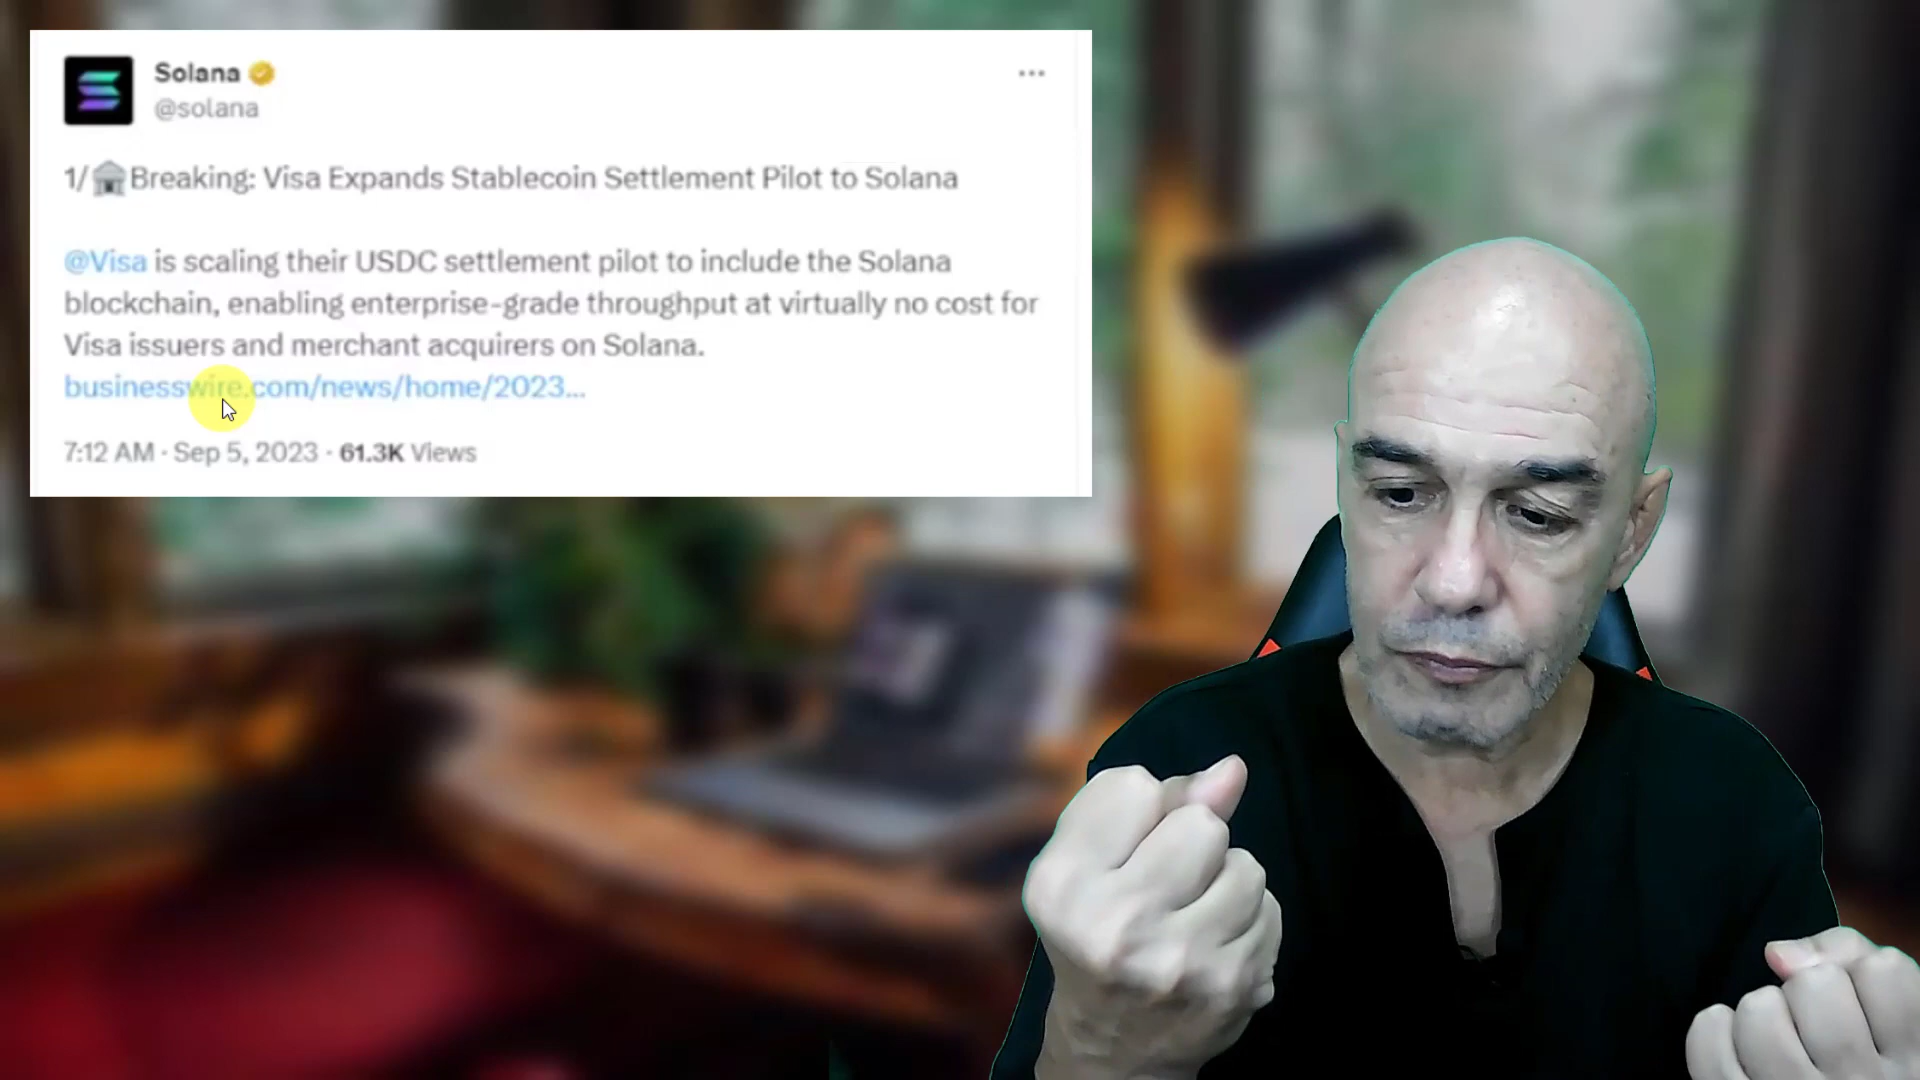 Solana
@solana
1/🏛Breaking: Visa Expands Stablecoin Settlement Pilot to Solana
@Visa is scaling their USDC settlement pilot to include the Solana
blockchain, enabling enterprise-grade throughput at virtually no cost for
Visa issuers and merchant acquirers on Solana.
businesswire.com/news/home/2023...
7:12 AM · Sep 5, 2023 · 61.3K Views